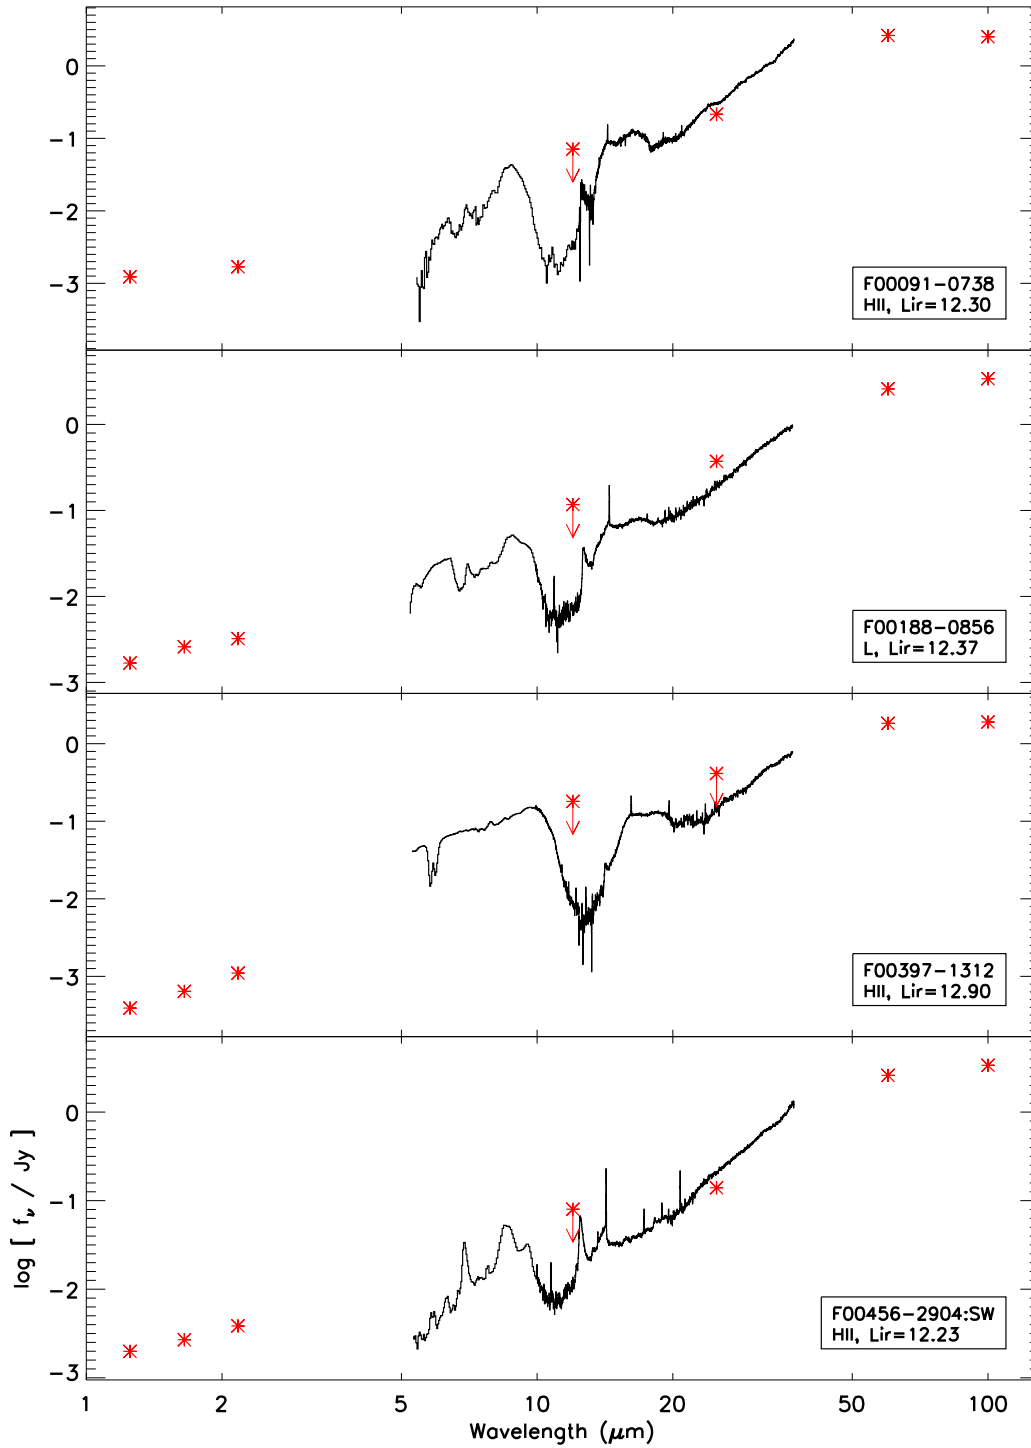 0
−1
−2
−3
F00091−0738
HII, Lir=12.30
0
−1
−2
−3
F00188−0856
L, Lir=12.37
0
−1
−2
−3
F00397−1312
HII, Lir=12.90
0
−1
−2
−3
F00456−2904:SW
HII, Lir=12.23
log [ fν / Jy ]
1 2 5 10 20 50 100
Wavelength (μm)